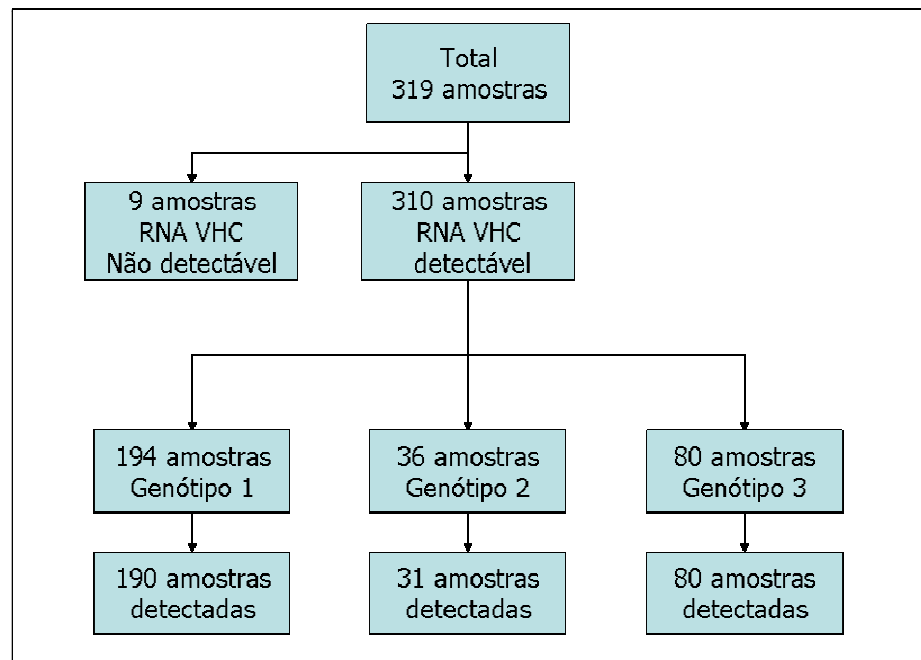 Total
319 amostras
9 amostras
RNA VHC
Não detectável
310 amostras
RNA VHC
detectável
194 amostras
Genótipo 1
36 amostras
Genótipo 2
80 amostras
Genótipo 3
190 amostras
detectadas
31 amostras
detectadas
80 amostras
detectadas